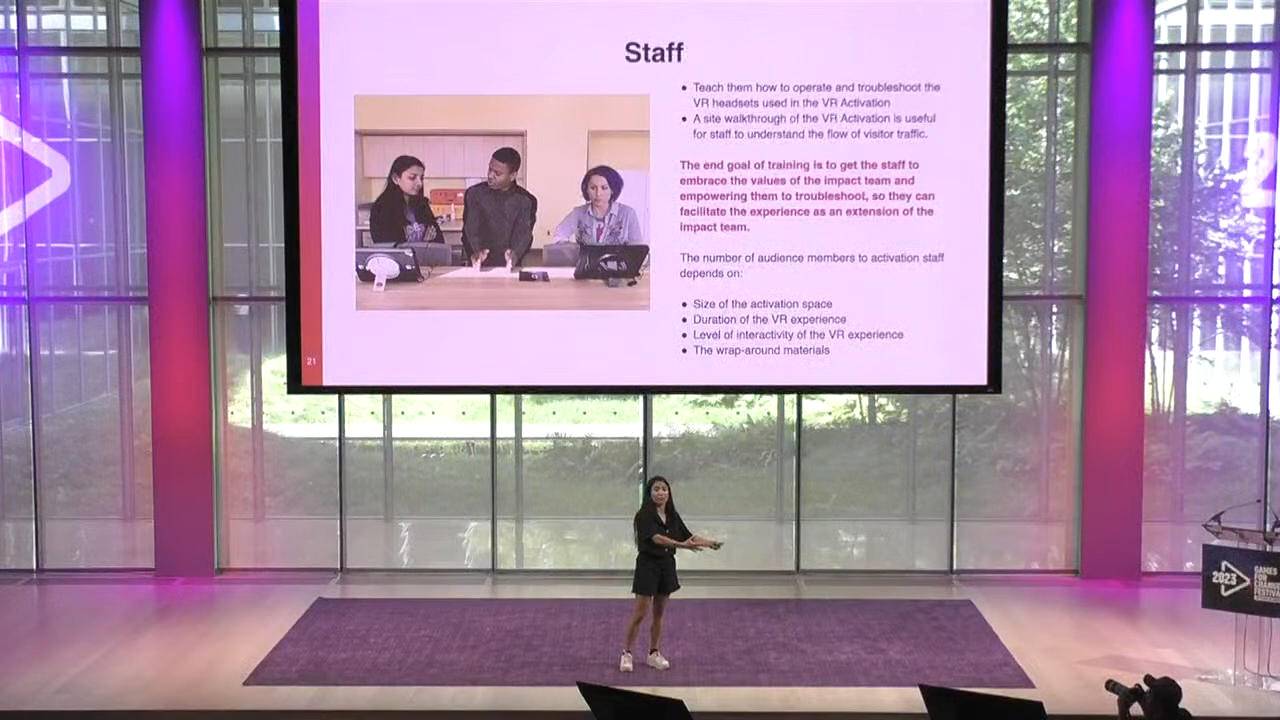 Staff
● Teach them how to operate and troubleshoot the
VR headsets used in the VR Activation
● A site walkthrough of the VR Activation is useful
for staff to understand the flow of visitor traffic.
The end goal of training is to get the staff to
embrace the values of the impact team and
empowering them to troubleshoot, so they can
facilitate the experience as an extension of the
impact team.
The number of audience members to activation staff
depends on:
● Size of the activation space
● Duration of the VR experience
● Level of interactivity of the VR experience
● The wrap-around materials
21
2023
GAMES
FOR
CHANGE
FESTIVAL